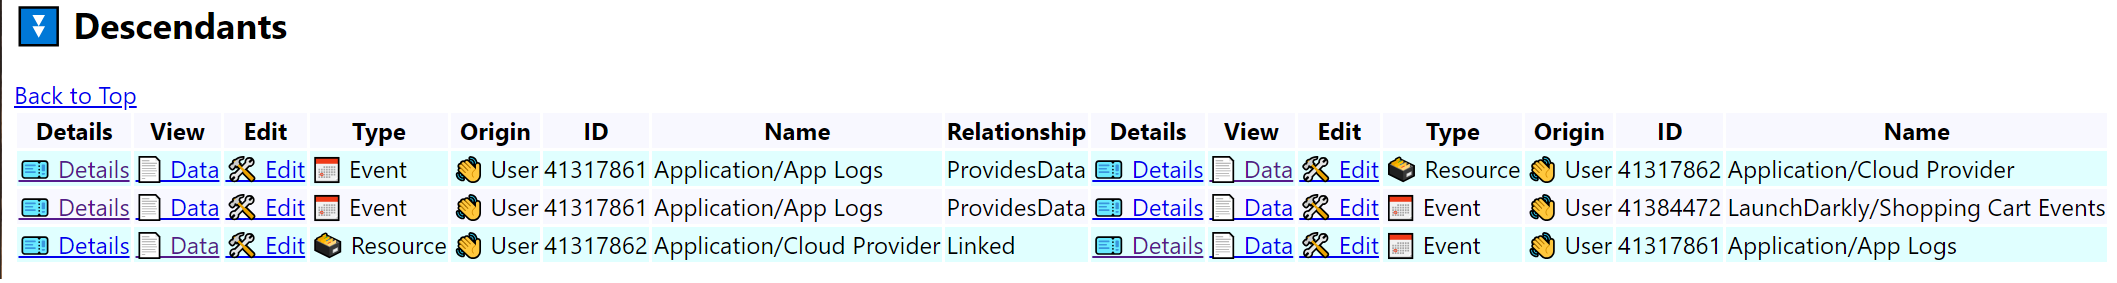 Descendants
Back to Top
Details View Edit Type Origin ID Name Relationship Details View Edit Type Origin ID Name
Details Data Edit Event User 41317861 Application/App Logs ProvidesData Details Data Edit Resource User 41317862 Application/Cloud Provider
Details Data Edit Event User 41317861 Application/App Logs ProvidesData Details Data Edit Event User 41384472 LaunchDarkly/Shopping Cart Events
Details Data Edit Resource User 41317862 Application/Cloud Provider Linked Details Data Edit Event User 41317861 Application/App Logs